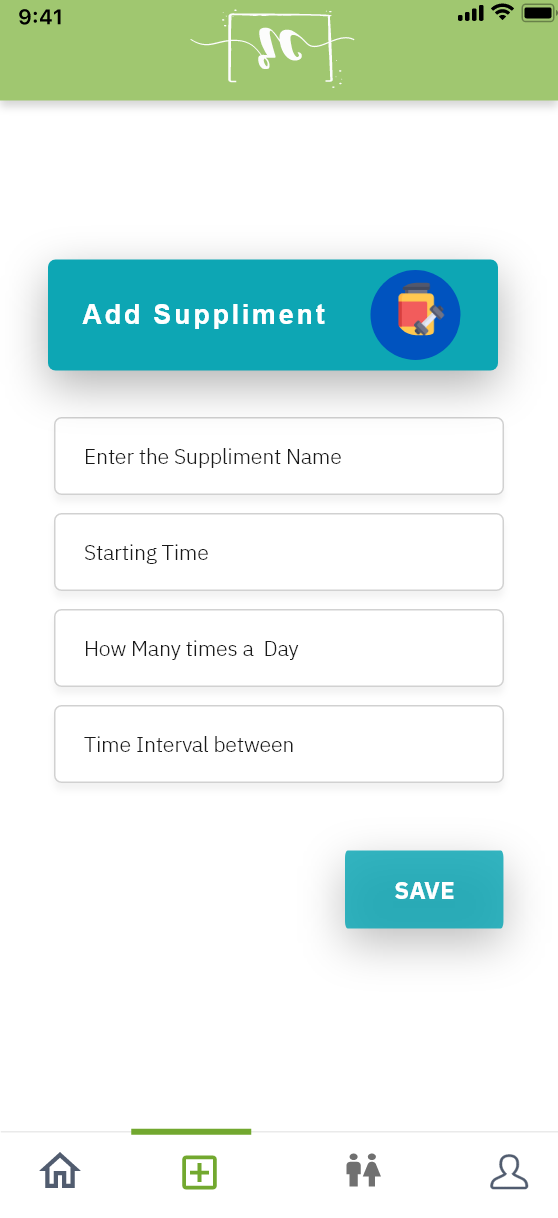 9:41
Add Suppliment
Enter the Suppliment Name
Starting Time
How Many times a  Day
Time Interval between
SAVE